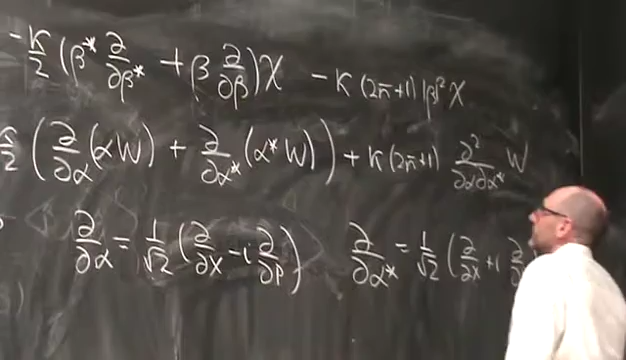 -κ/2 (β* ∂/∂β* + β ∂/∂β)χ - κ(2n̄+1)|β|²χ
κ/2 (∂/∂α (αW) + ∂/∂α* (α*W)) + κ(2n̄+1) ∂²/∂α∂α* W
∂/∂α = 1/√2 (∂/∂x - i ∂/∂p) ∂/∂α* = 1/√2 (∂/∂x + i ∂/∂